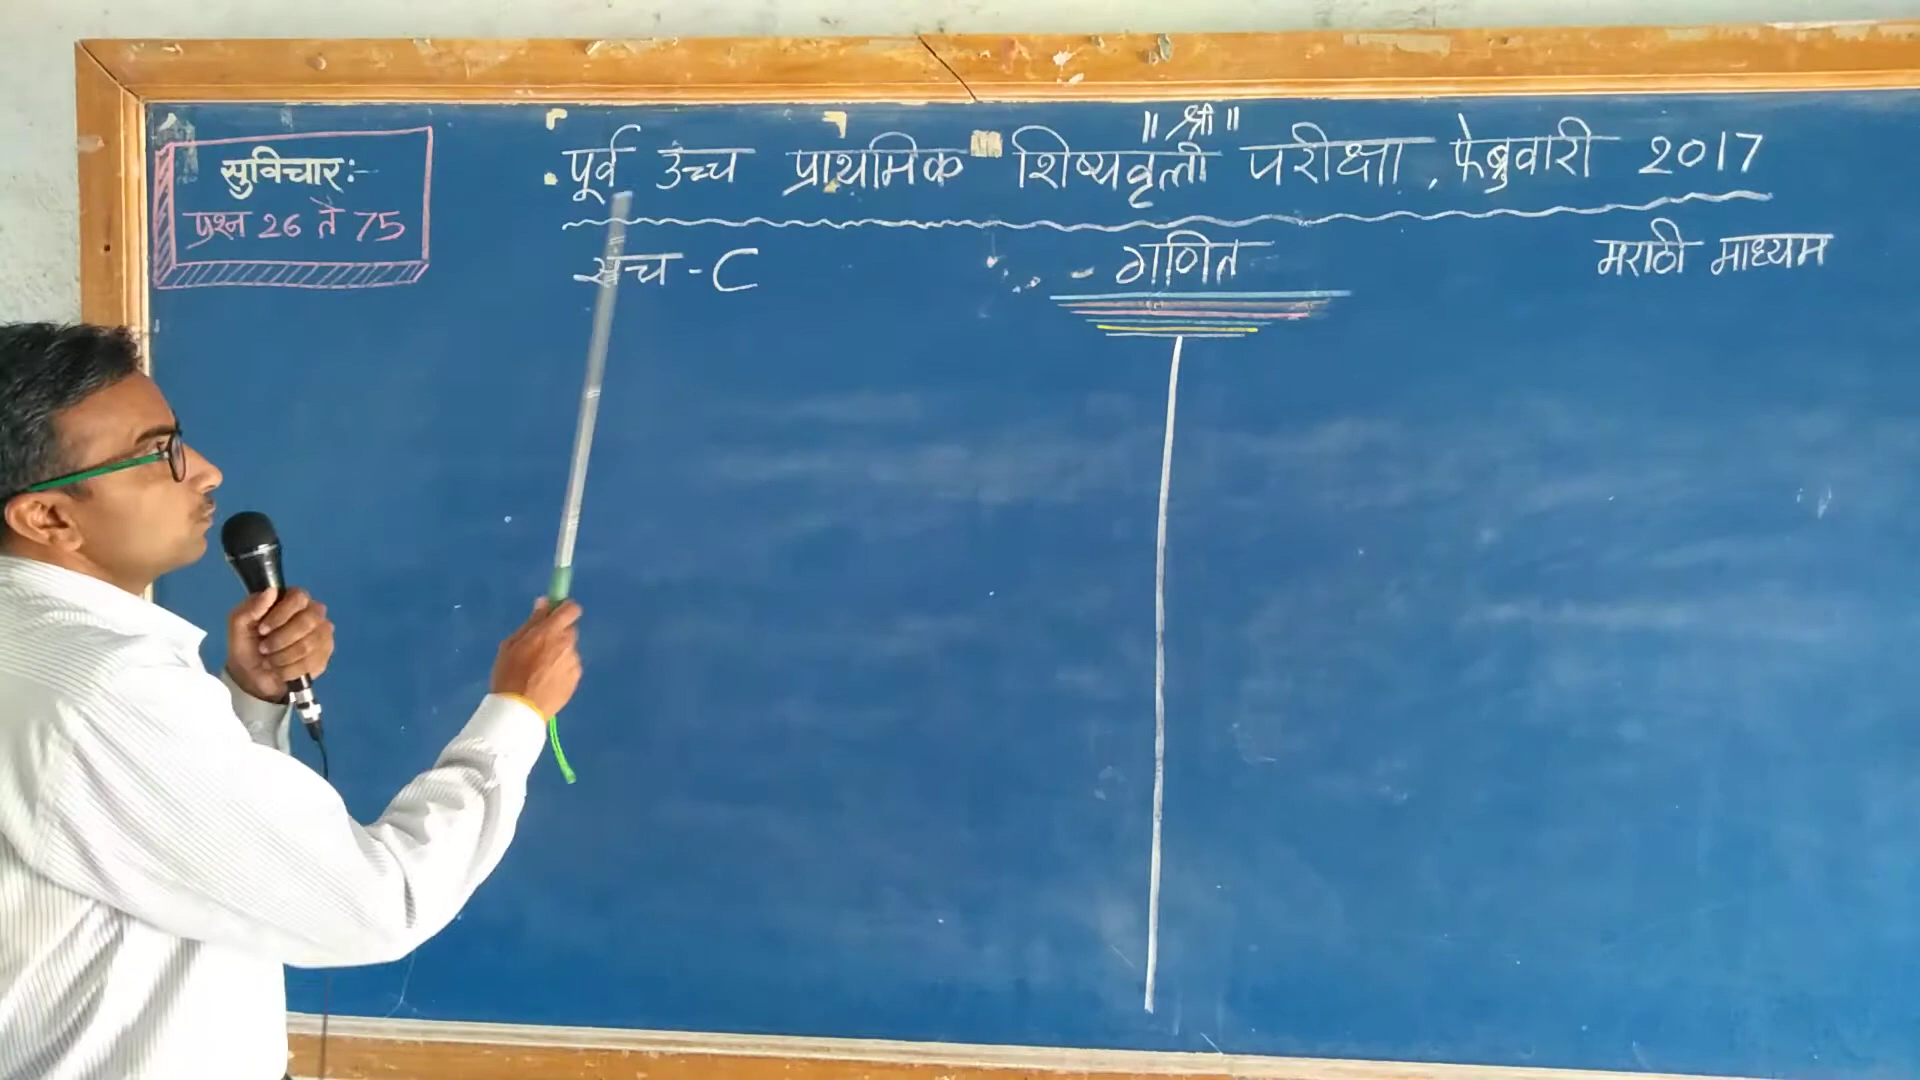 ॥ श्री ॥
सुविचार:-
प्रश्न 26 ते 75
पूर्व उच्च प्राथमिक शिष्यवृत्ती परीक्षा, फेब्रुवारी 2017
संच - C
गणित
मराठी माध्यम